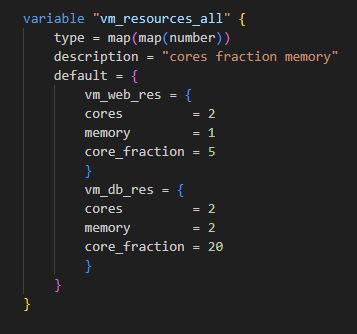 variable "vm_resources_all" {
    type = map(map(number))
    description = "cores fraction memory"
    default = {
        vm_web_res = {
        cores         = 2
        memory        = 1
        core_fraction = 5
        }
        vm_db_res = {
        cores         = 2
        memory        = 2
        core_fraction = 20
        }
    }
}